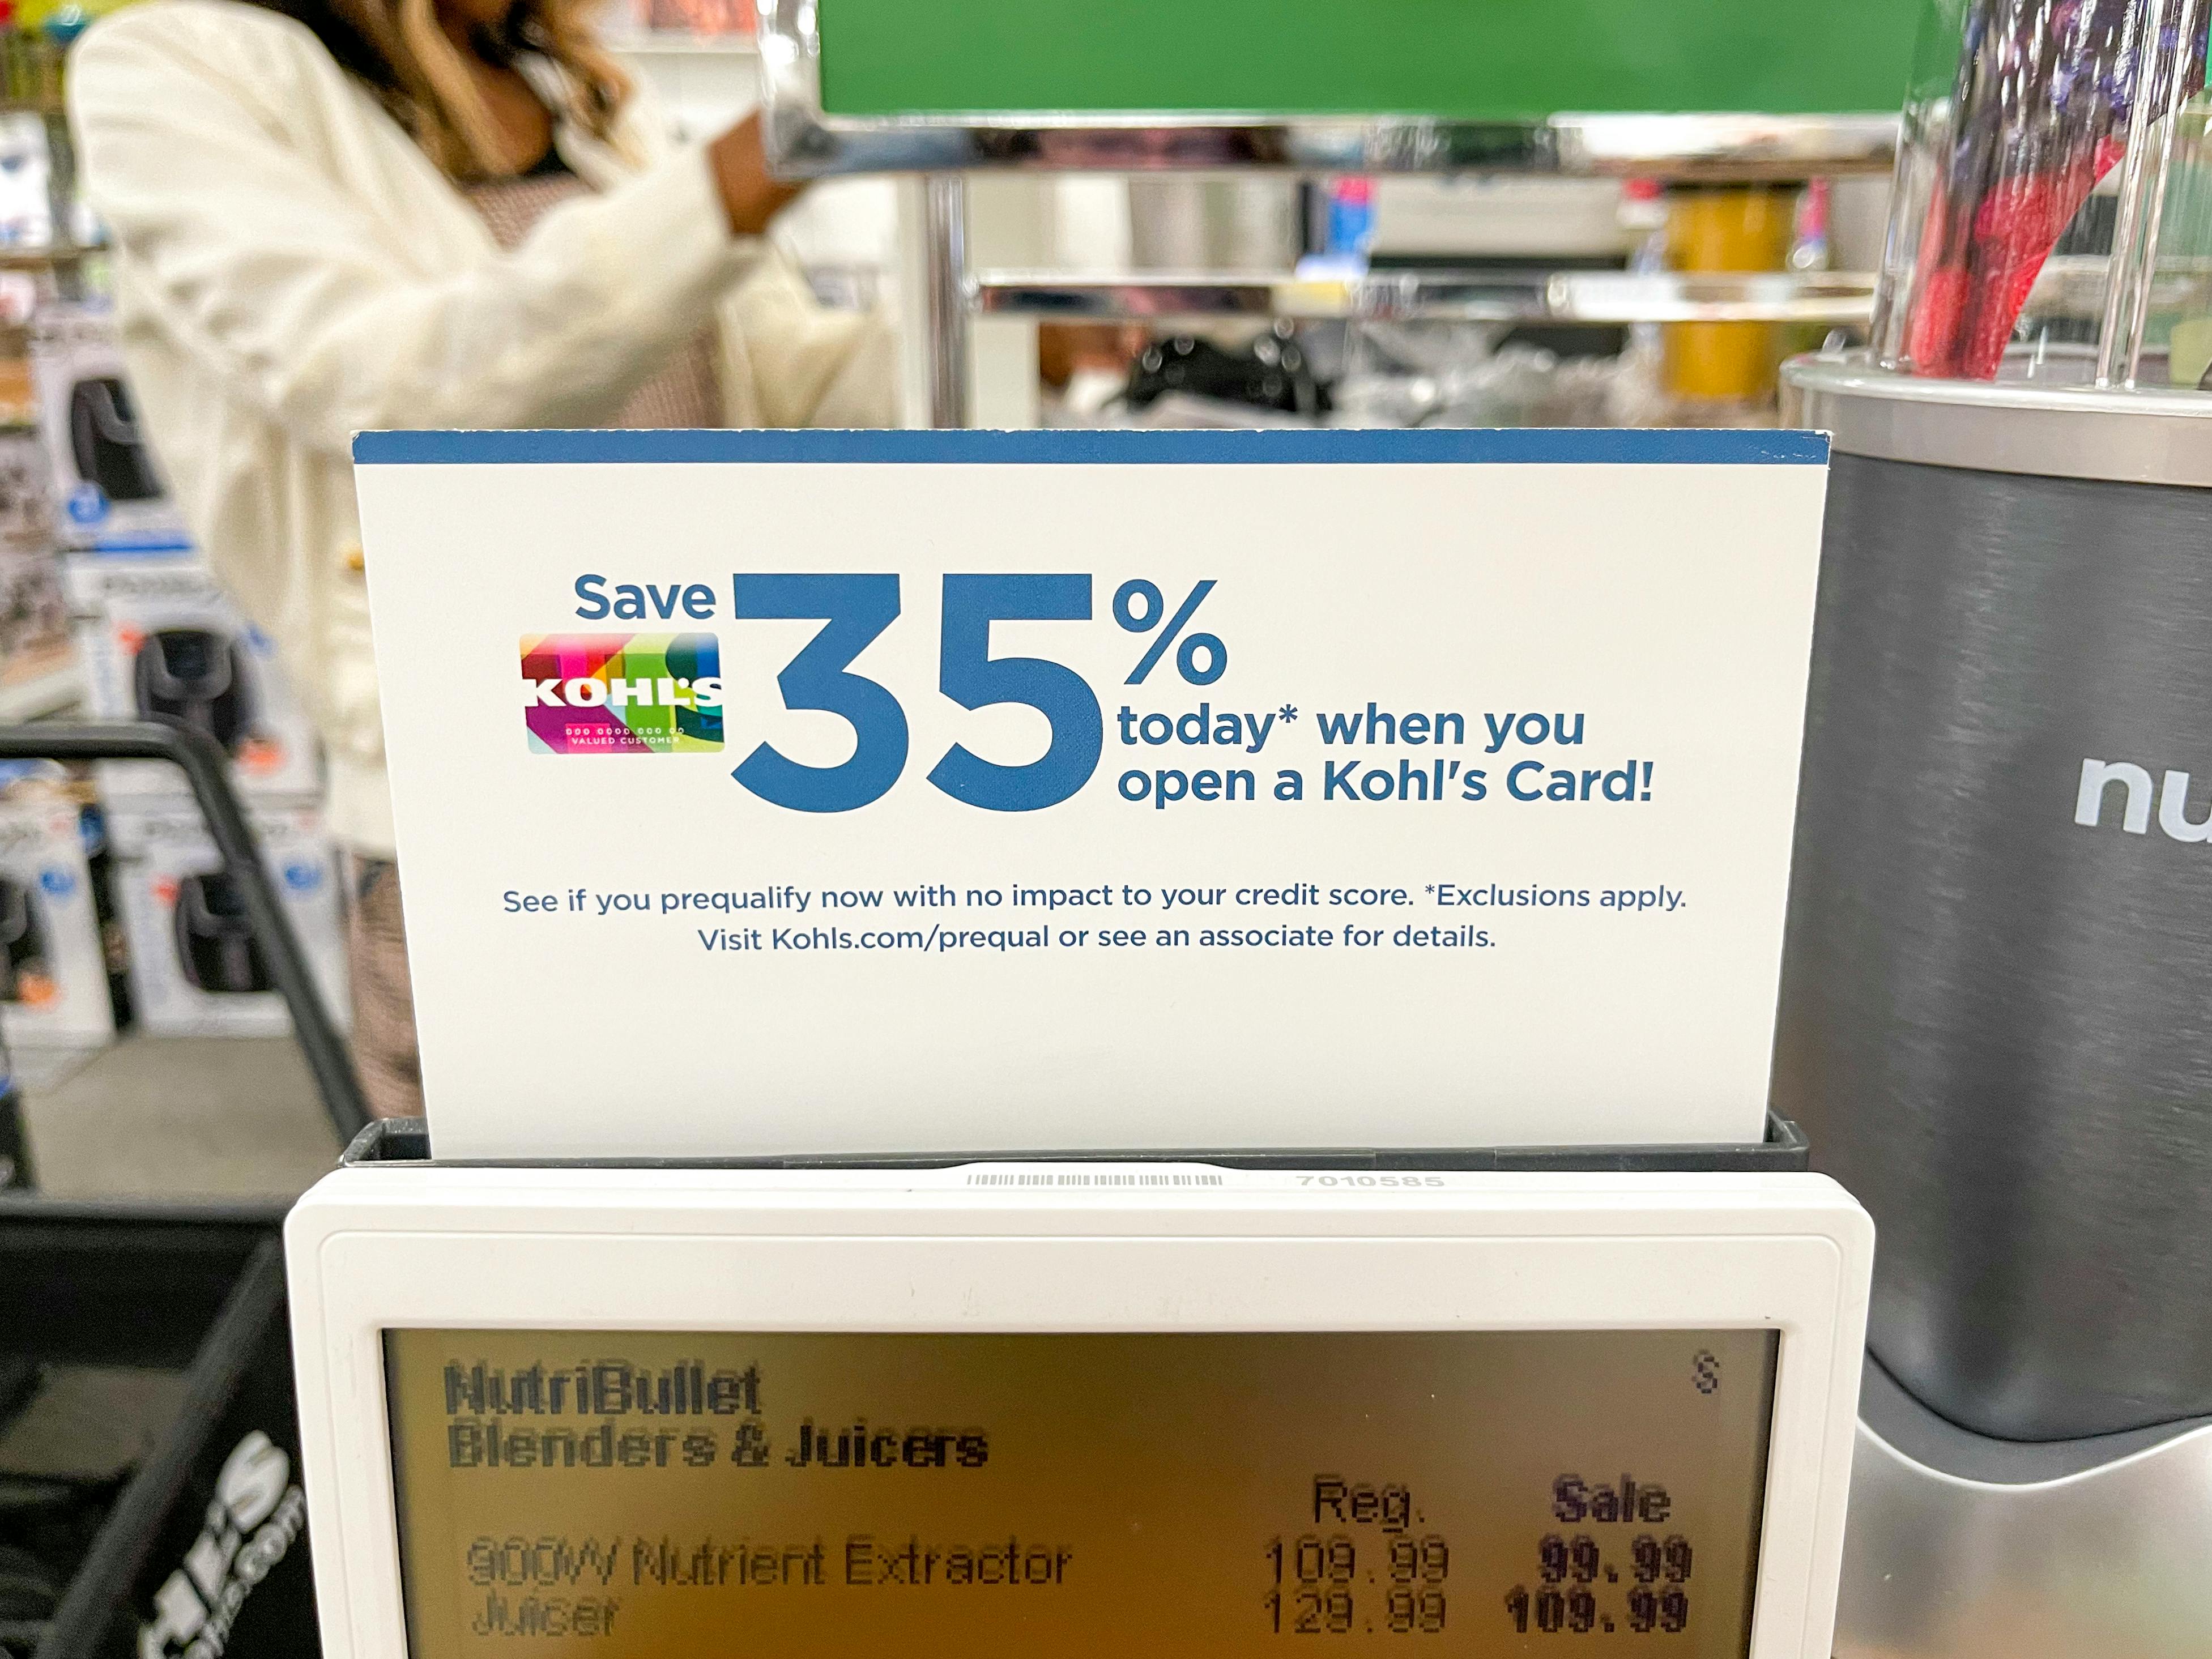 Save 35%
KOHL'S
VALUED CUSTOMER
today* when you
open a Kohl's Card!
See if you prequalify now with no impact to your credit score. *Exclusions apply.
Visit Kohls.com/prequal or see an associate for details.
7010585
nu
NutriBullet $
Blenders & Juicers
Reg. Sale
900W Nutrient Extractor 109.99 99.99
Juicer 129.99 109.99